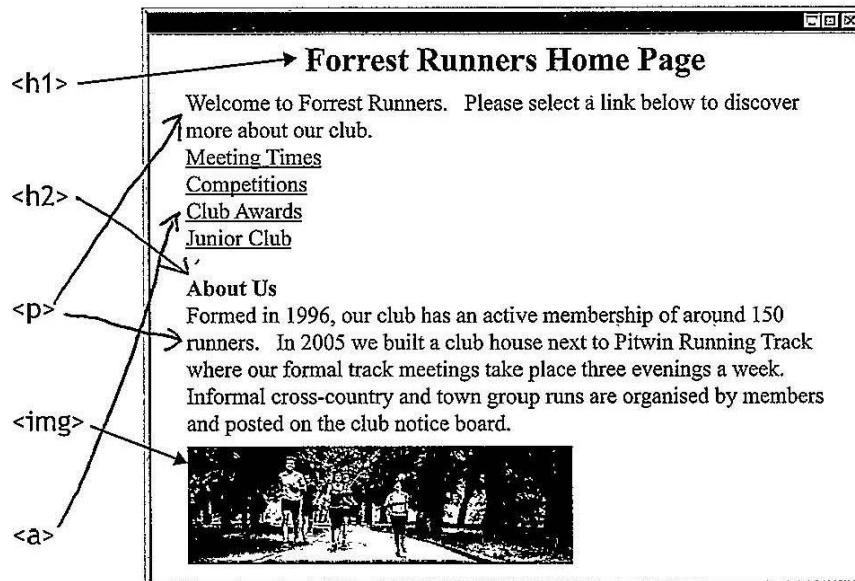 <h1>
Forrest Runners Home Page
Welcome to Forrest Runners. Please select a link below to discover
more about our club.
Meeting Times
<h2>
Competitions
Club Awards
Junior Club
About Us
<p>
Formed in 1996, our club has an active membership of around 150
runners. In 2005 we built a club house next to Pitwin Running Track
where our formal track meetings take place three evenings a week.
Informal cross-country and town group runs are organised by members
and posted on the club notice board.
<img>
<a>